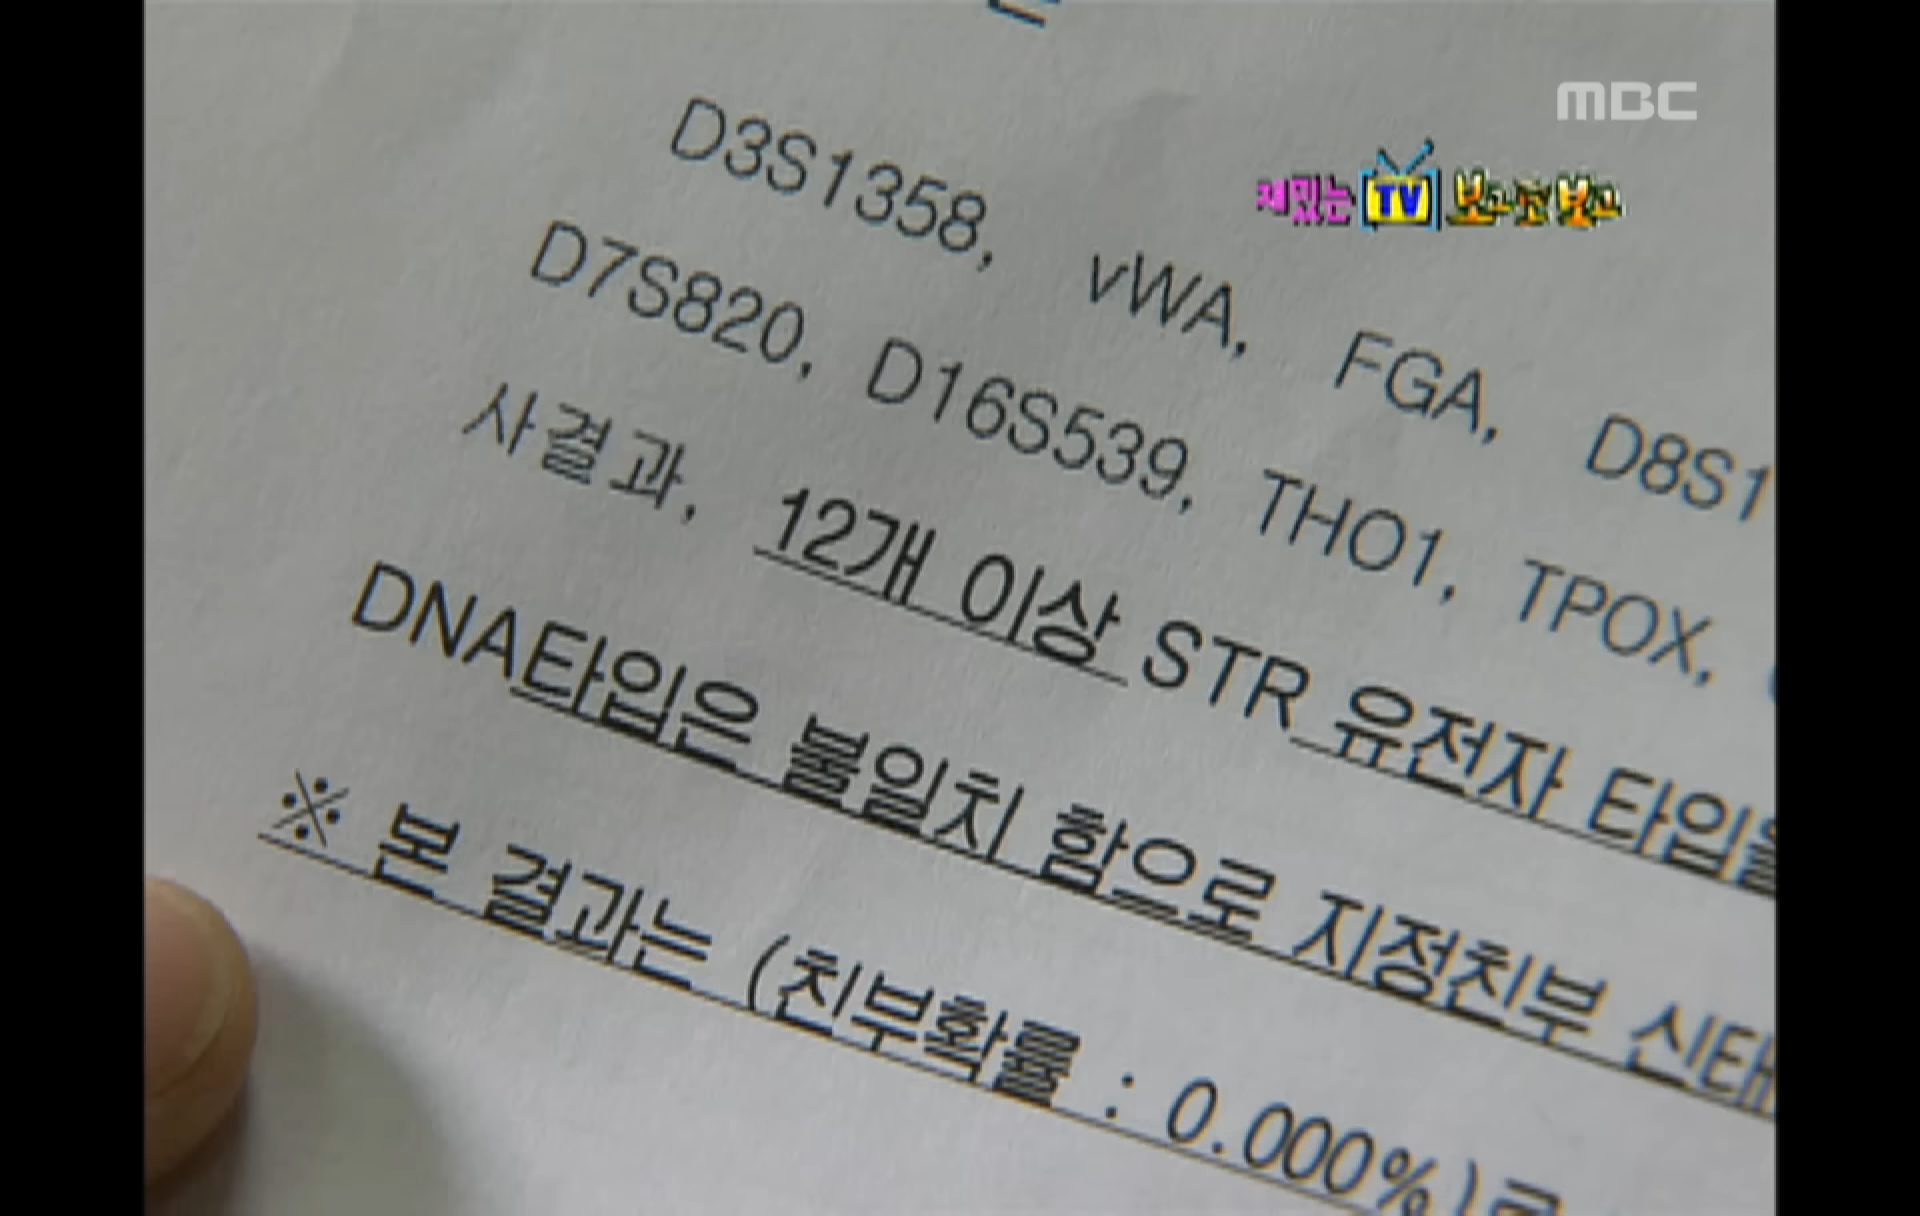 MBC
재밌는 TV 보고 또 보고
D3S1358, vWA, FGA, D8S1
D7S820, D16S539, THO1, TPOX,
사결과, 12개 이상 STR 유전자 타입을
DNA타입은 불일치 함으로 지정친부 신태
※ 본 결과는 (친부확률 : 0.000%)로